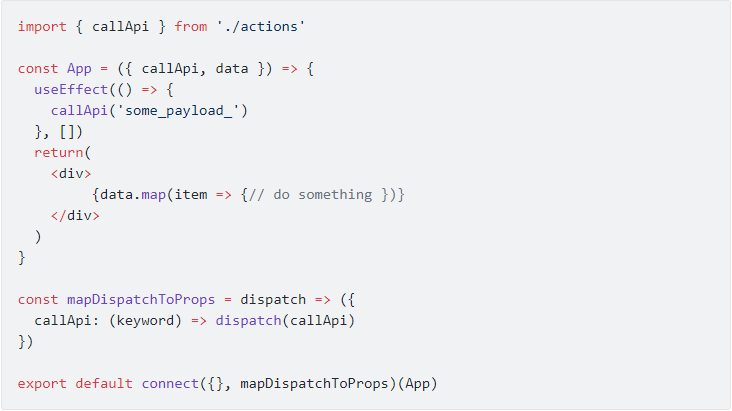 import { callApi } from './actions'
const App = ({ callApi, data }) => {
useEffect(() => {
callApi('some_payload_')
}, [])
return(
<div>
{data.map(item => {// do something })}
</div>
)
}
const mapDispatchToProps = dispatch => ({
callApi: (keyword) => dispatch(callApi)
})
export default connect({}, mapDispatchToProps)(App)